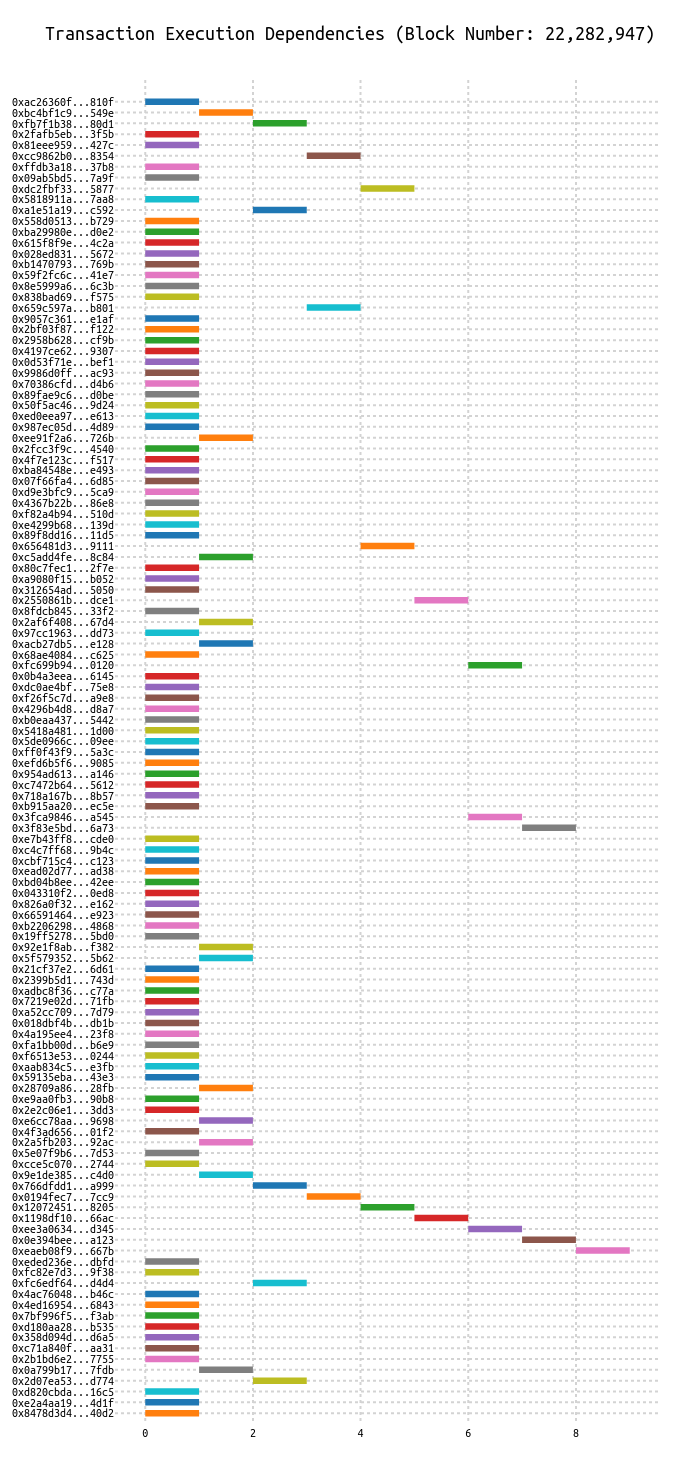 Transaction Execution Dependencies (Block Number: 22,282,947)
0xac26360f...810f
0xbc4bf1c9...549e
0xfb7f1b38...80d1
0x2fafb5eb...3f5b
0x81eee959...427c
0xcc9862b0...8354
0xffdb3a18...37b8
0x09ab5bd5...7a9f
0xdc2fbf33...5877
0x5818911a...7aa8
0xa1e51a19...c592
0x558d0513...b729
0xba29980e...d0e2
0x615f8f9e...4c2a
0x028ed831...5672
0xb1470793...769b
0x59f2fc6c...41e7
0x8e5999a6...6c3b
0x838bad69...f575
0x659c597a...b801
0x9057c361...e1af
0x2bf03f87...f122
0x2958b628...cf9b
0x4197ce62...9307
0x0d53f71e...bef1
0x9986d0ff...ac93
0x70386cfd...d4b6
0x89fae9c6...d0be
0x50f5ac46...9d24
0xed0eea97...e613
0x987ec05d...4d89
0xee91f2a6...726b
0x2fcc3f9c...4540
0x4f7e123c...f517
0xba84548e...e493
0x07f66fa4...6d85
0xd9e3bfc9...5ca9
0x4367b22b...86e8
0xf82a4b94...510d
0xe4299b68...139d
0x89f8dd16...11d5
0x656481d3...9111
0xc5add4fe...8c84
0x80c7fec1...2f7e
0xa9080f15...b052
0x312654ad...5050
0x2550861b...dce1
0x8fdcb845...33f2
0x2af6f408...67d4
0x97cc1963...dd73
0xacb27db5...e128
0x68ae4084...c625
0xfc699b94...0120
0x0b4a3eea...6145
0xdc0ae4bf...75e8
0xf26f5c7d...a9e8
0x4296b4d8...d8a7
0xb0eaa437...5442
0x5418a481...1d00
0x5de0966c...09ee
0xff0f43f9...5a3c
0xefd6b5f6...9085
0x954ad613...a146
0xc7472b64...5612
0x718a167b...8b57
0xb915aa20...ec5e
0x3fca9846...a545
0x3f83e5bd...6a73
0xe7b43ff8...cde0
0xc4c7ff68...9b4c
0xcbf715c4...c123
0xead02d77...ad38
0xbd04b8ee...42ee
0x043310f2...0ed8
0x826a0f32...e162
0x66591464...e923
0xb2206298...4868
0x19ff5278...5bd0
0x92e1f8ab...f382
0x5f579352...5b62
0x21cf37e2...6d61
0x2399b5d1...743d
0xadbc8f36...c77a
0x7219e02d...71fb
0xa52cc709...7d79
0x018dbf4b...db1b
0x4a195ee4...23f8
0xfa1bb00d...b6e9
0xf6513e53...0244
0xaab834c5...e3fb
0x59135eba...43e3
0x28709a86...28fb
0xe9aa0fb3...90b8
0x2e2c06e1...3dd3
0xe6cc78aa...9698
0x4f3ad656...01f2
0x2a5fb203...92ac
0x5e07f9b6...7d53
0xcce5c070...2744
0x9e1de385...c4d0
0x766dfdd1...a999
0x0194fec7...7cc9
0x12072451...8205
0x1198df10...66ac
0xee3a0634...d345
0x0e394bee...a123
0xeaeb08f9...667b
0xeded236e...dbfd
0xfc82e7d3...9f38
0xfc6edf64...d4d4
0x4ac76048...b46c
0x4ed16954...6843
0x7bf996f5...f3ab
0xd180aa28...b535
0x358d094d...d6a5
0xc71a840f...aa31
0x2b1bd6e2...7755
0x0a799b17...7fdb
0x2d07ea53...d774
0xd820cbda...16c5
0xe2a4aa19...4d1f
0x8478d3d4...40d2
0 2 4 6 8